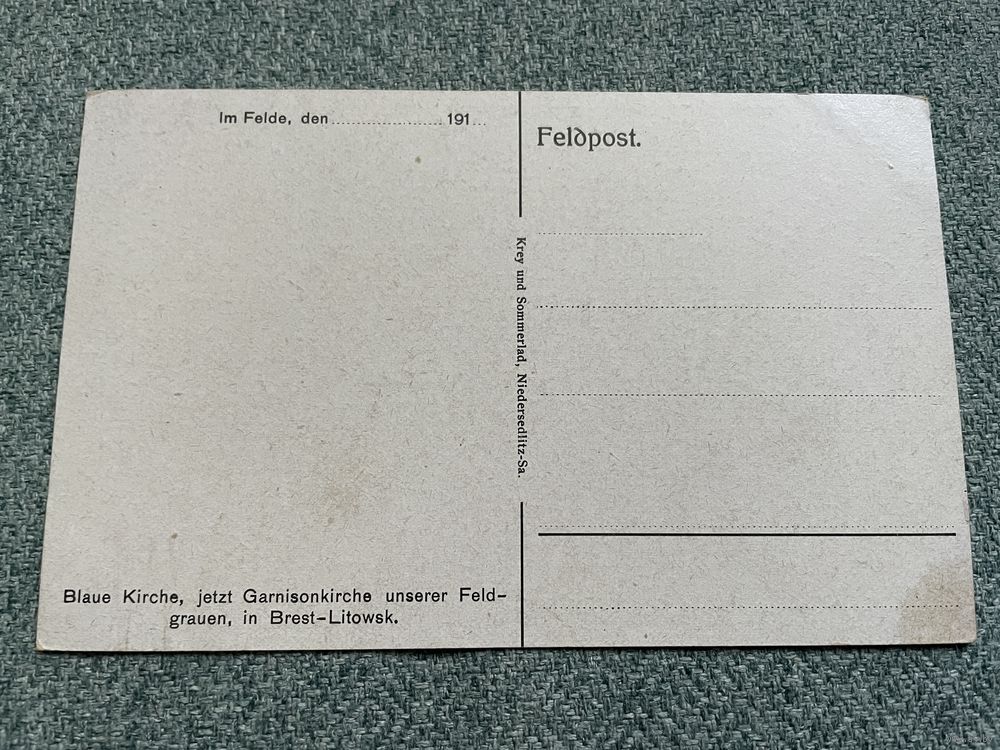 Im Felde, den .................... 191...
Feldpost.
Krey und Sommerlad, Niedersedlitz-Sa.
Blaue Kirche, jetzt Garnisonkirche unserer Feld-
grauen, in Brest-Litowsk.